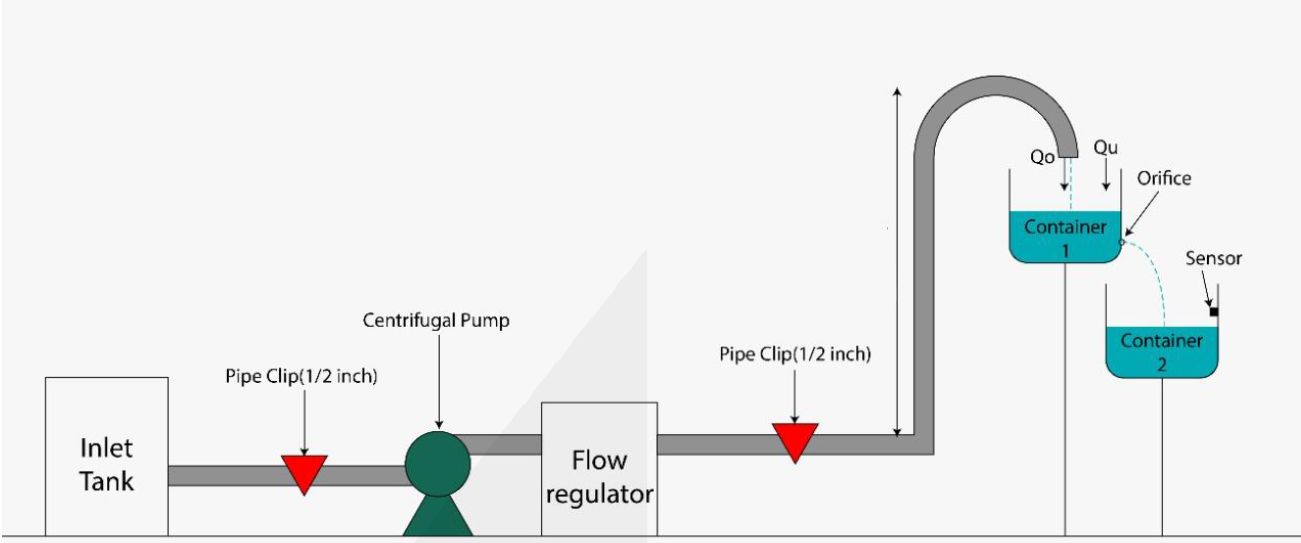 Qo
Qu
Orifice
Container
1
Sensor
Centrifugal Pump
Container
2
Pipe Clip(1/2 inch)
Pipe Clip(1/2 inch)
Inlet
Tank
Flow
regulator